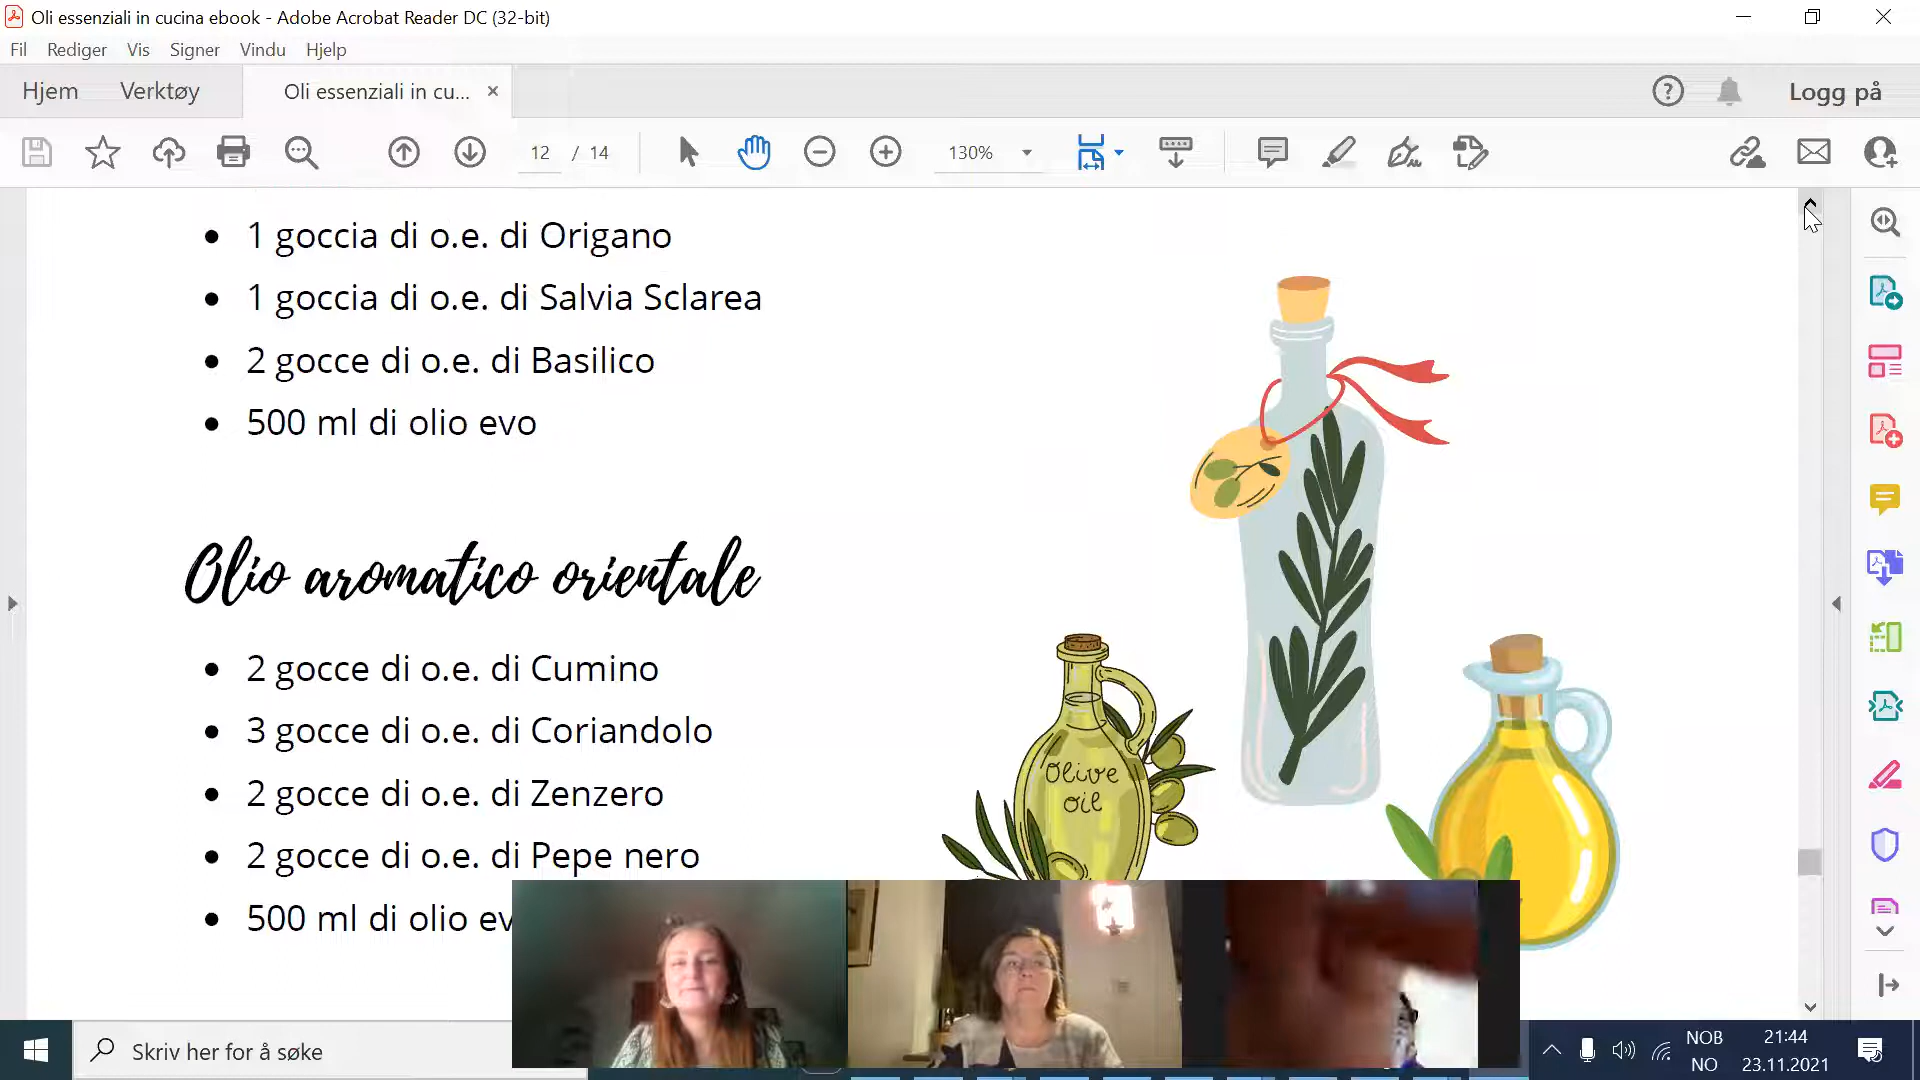 Oli essenziali in cucina ebook - Adobe Acrobat Reader DC (32-bit)
Fil Rediger Vis Signer Vindu Hjelp
Hjem Verktøy Oli essenziali in cu... × Logg på
12 / 14 130%
• 1 goccia di o.e. di Origano
• 1 goccia di o.e. di Salvia Sclarea
• 2 gocce di o.e. di Basilico
• 500 ml di olio evo
Olio aromatico orientale
• 2 gocce di o.e. di Cumino
• 3 gocce di o.e. di Coriandolo
• 2 gocce di o.e. di Zenzero
• 2 gocce di o.e. di Pepe nero
• 500 ml di olio ev
Olive
oil
Skriv her for å søke
NOB
NO
21:44
23.11.2021